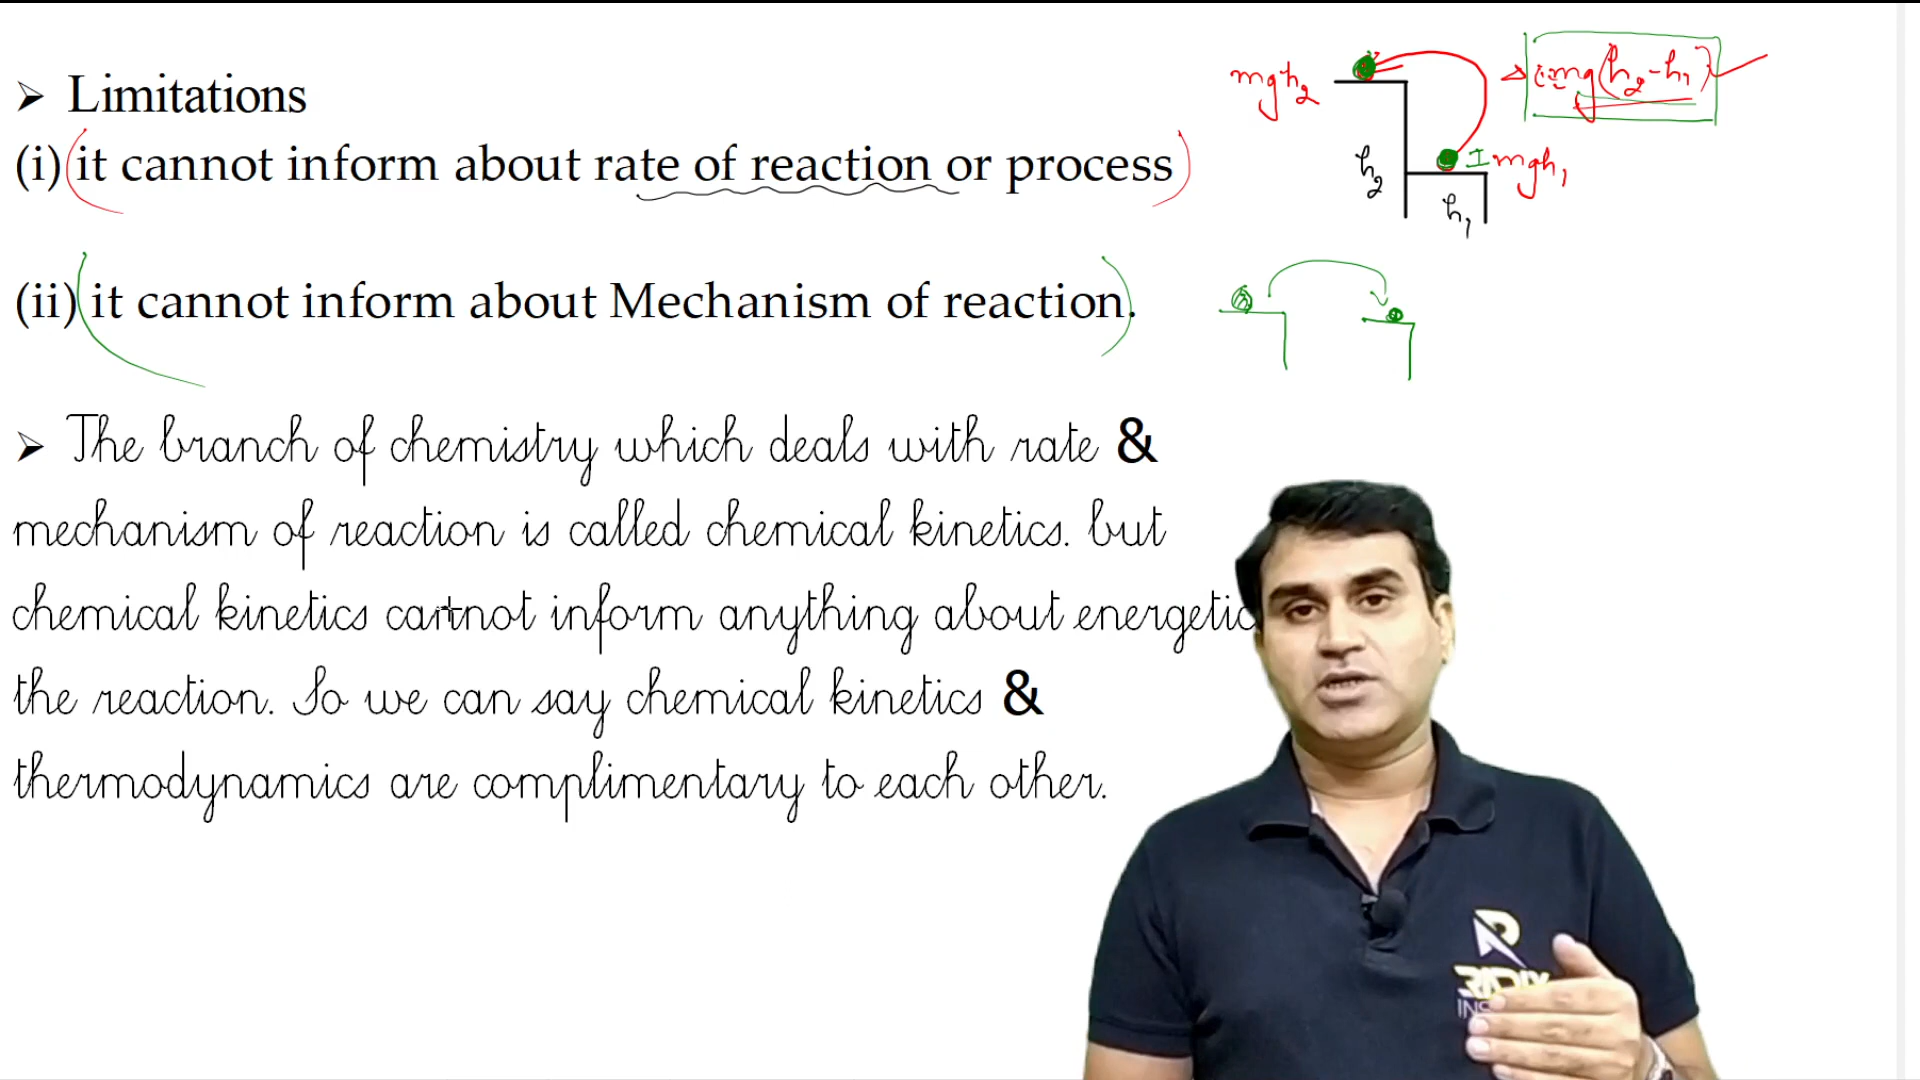 ➢ Limitations
(i) it cannot inform about rate of reaction or process
(ii) it cannot inform about Mechanism of reaction.
➢ The branch of chemistry which deals with rate &
mechanism of reaction is called chemical kinetics. but
chemical kinetics cannot inform anything about energetic
the reaction. So we can say chemical kinetics &
thermodynamics are complimentary to each other.
mgh₂
mg(h₂-h₁)
mgh₁
h₂
h₁
RADIX
INS